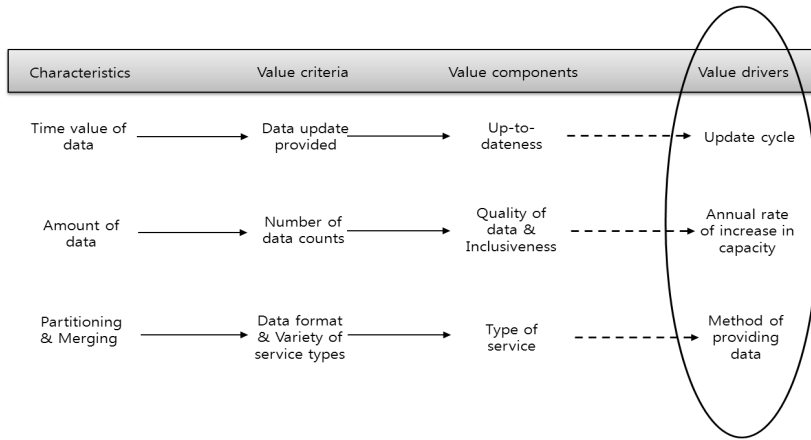 Characteristics Value criteria Value components Value drivers
Time value of
data
Data update
provided
Up-to-
dateness
Update cycle
Amount of
data
Number of
data counts
Quality of
data &
Inclusiveness
Annual rate
of increase in
capacity
Partitioning
& Merging
Data format
& Variety of
service types
Type of
service
Method of
providing
data